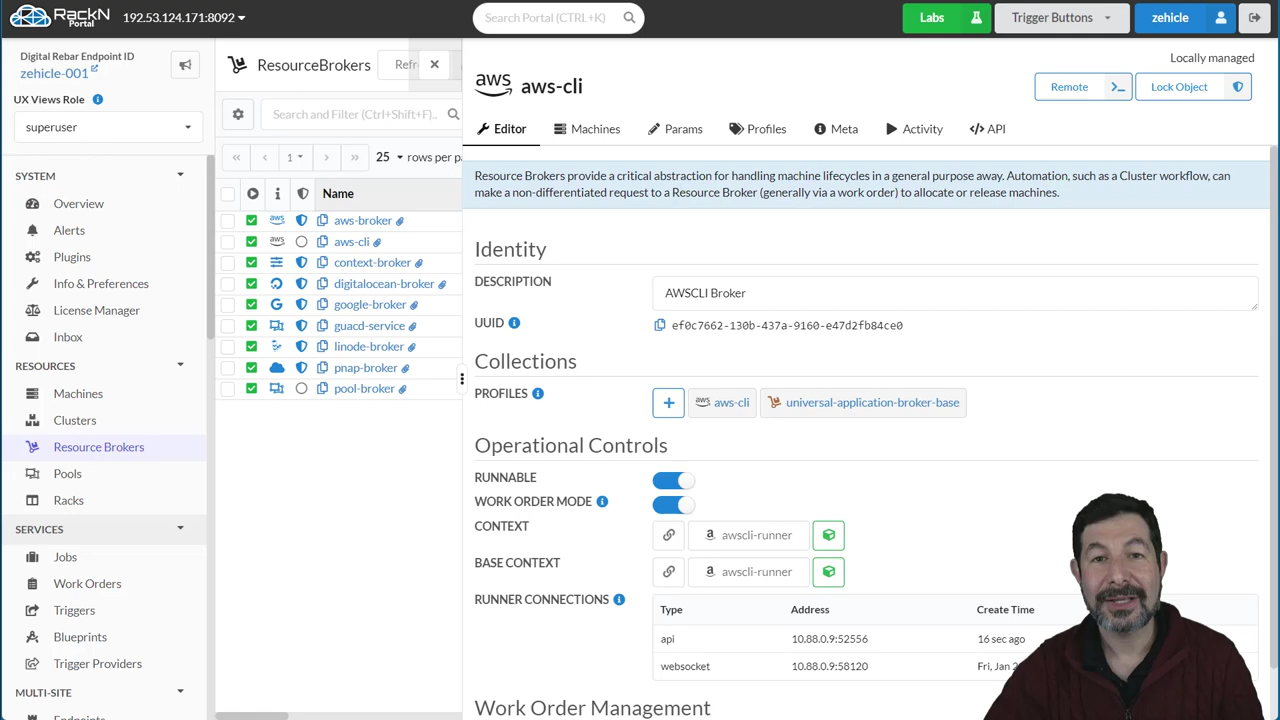 RackN Portal
192.53.124.171:8092
Search Portal (CTRL+K)
Labs
Trigger Buttons
zehicle
Digital Rebar Endpoint ID
zehicle-001
UX Views Role
superuser
SYSTEM
Overview
Alerts
Plugins
Info & Preferences
License Manager
Inbox
RESOURCES
Machines
Clusters
Resource Brokers
Pools
Racks
SERVICES
Jobs
Work Orders
Triggers
Blueprints
Trigger Providers
MULTI-SITE
Endpoints
ResourceBrokers
Refr
Search and Filter (Ctrl+Shift+F)..
« ‹ 1 › » 25 rows per pa
Name
aws-broker
aws-cli
context-broker
digitalocean-broker
google-broker
guacd-service
linode-broker
pnap-broker
pool-broker
Locally managed
aws aws-cli
Remote
Lock Object
Editor
Machines
Params
Profiles
Meta
Activity
API
Resource Brokers provide a critical abstraction for handling machine lifecycles in a general purpose away. Automation, such as a Cluster workflow, can
make a non-differentiated request to a Resource Broker (generally via a work order) to allocate or release machines.
Identity
DESCRIPTION
AWSCLI Broker
UUID
ef0c7662-130b-437a-9160-e47d2fb84ce0
Collections
PROFILES
aws-cli
universal-application-broker-base
Operational Controls
RUNNABLE
WORK ORDER MODE
CONTEXT
awscli-runner
BASE CONTEXT
awscli-runner
RUNNER CONNECTIONS
Type Address Create Time
api 10.88.0.9:52556 16 sec ago
websocket 10.88.0.9:58120 Fri, Jan 2
Work Order Management